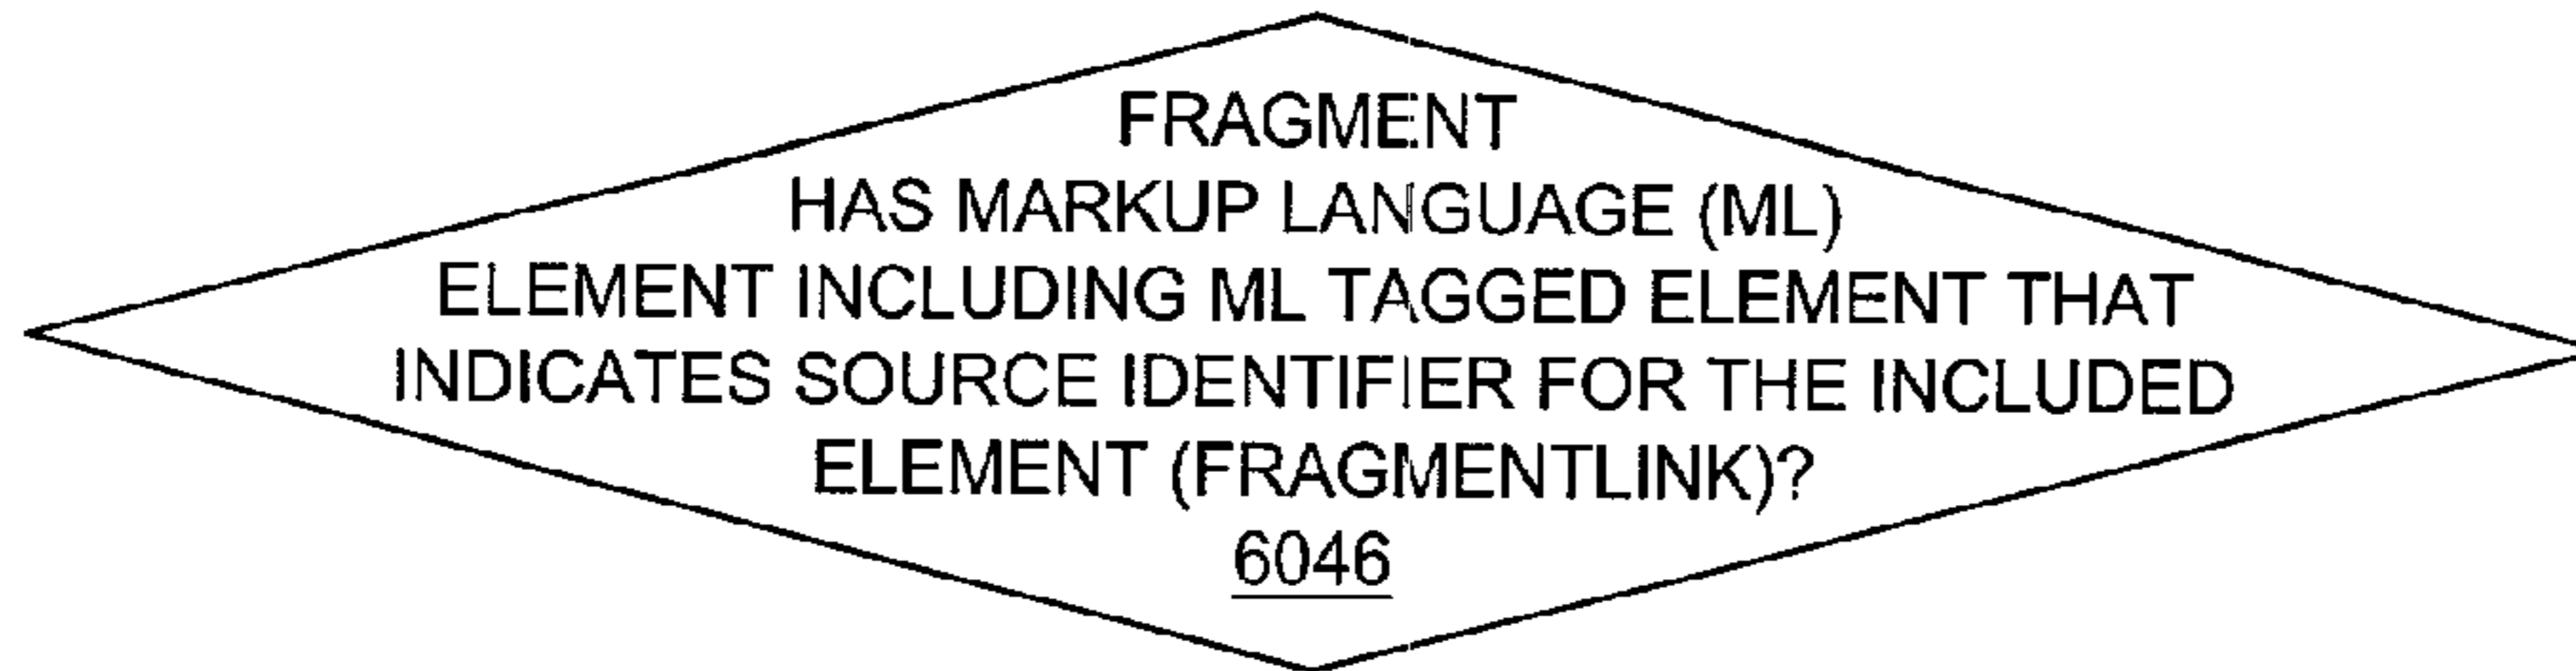 FRAGMENT
HAS MARKUP LANGUAGE (ML)
ELEMENT INCLUDING ML TAGGED ELEMENT THAT
INDICATES SOURCE IDENTIFIER FOR THE INCLUDED
ELEMENT (FRAGMENTLINK)?
6046